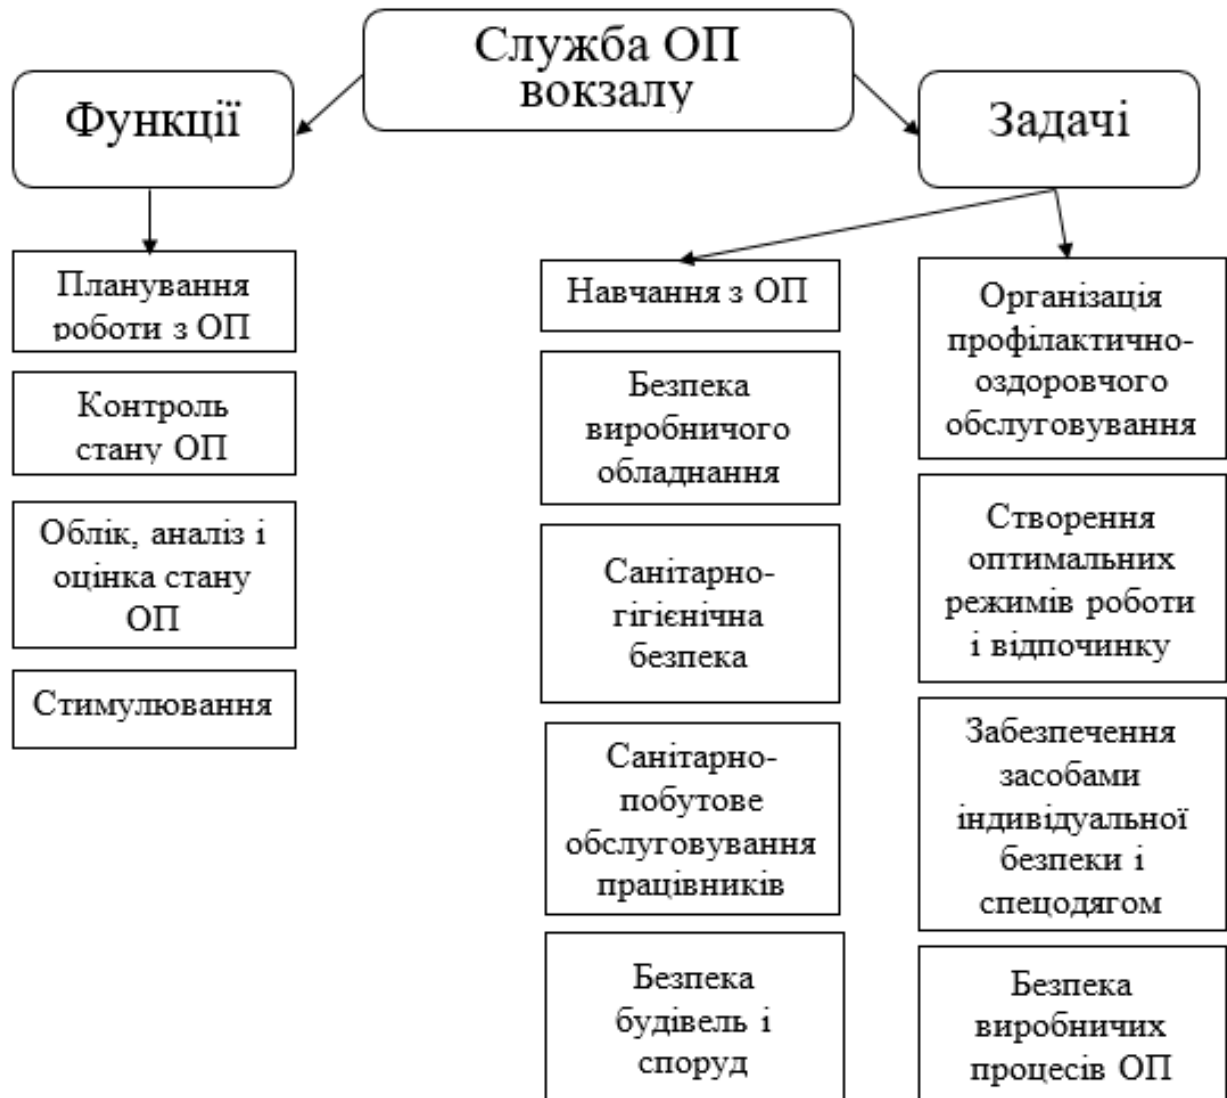 Служба ОП
вокзалу
Функції
Задачі
Планування
роботи з ОП
Контроль
стану ОП
Облік, аналіз і
оцінка стану
ОП
Стимулювання
Навчання з ОП
Безпека
виробничого
обладнання
Санітарно-
гігієнічна
безпека
Санітарно-
побутове
обслуговування
працівників
Безпека
будівель і
споруд
Організація
профілактично-
оздоровчого
обслуговування
Створення
оптимальних
режимів роботи
і відпочинку
Забезпечення
засобами
індивідуальної
безпеки і
спецодягом
Безпека
виробничих
процесів ОП